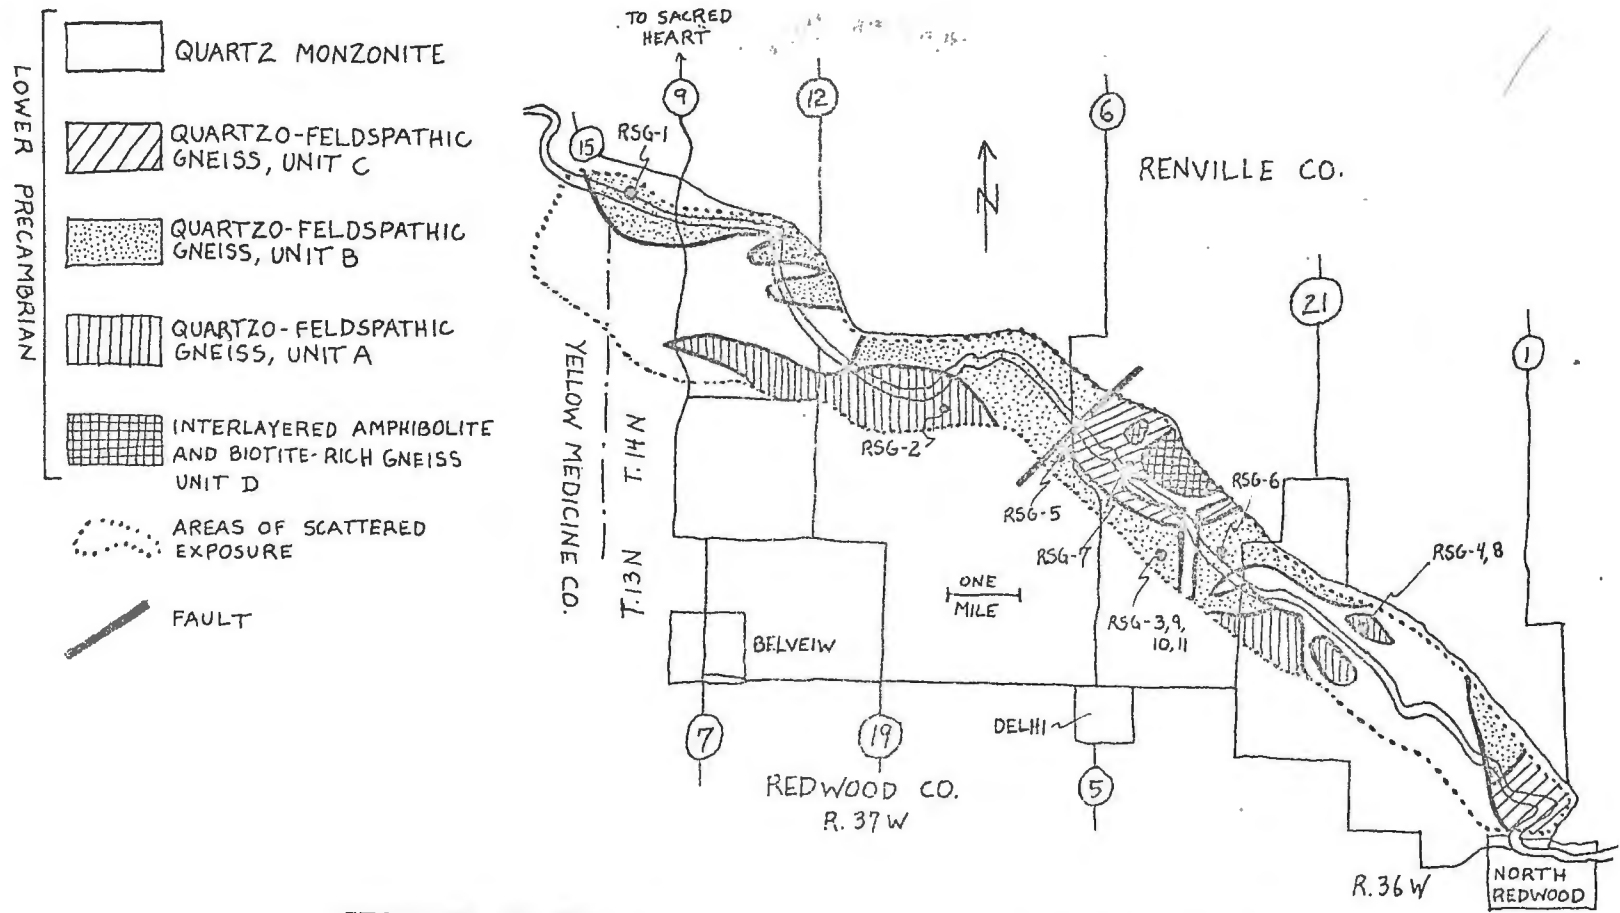 LOWER PRECAMBRIAN
QUARTZ MONZONITE
QUARTZO-FELDSPATHIC
GNEISS, UNIT C
QUARTZO-FELDSPATHIC
GNEISS, UNIT B
QUARTZO-FELDSPATHIC
GNEISS, UNIT A
INTERLAYERED AMPHIBOLITE
AND BIOTITE-RICH GNEISS
UNIT D
AREAS OF SCATTERED
EXPOSURE
FAULT
TO SACRED
HEART
9
12
6
15
RSG-1
N
RENVILLE CO.
21
1
YELLOW MEDICINE CO.
T.14N
T.13N
RSG-2
RSG-5
RSG-6
RSG-7
RSG-4,8
ONE
MILE
RSG-3,9,
10,11
BELVEIW
DELHI
7
19
5
REDWOOD CO.
R. 37 W
R. 36 W
NORTH
REDWOOD